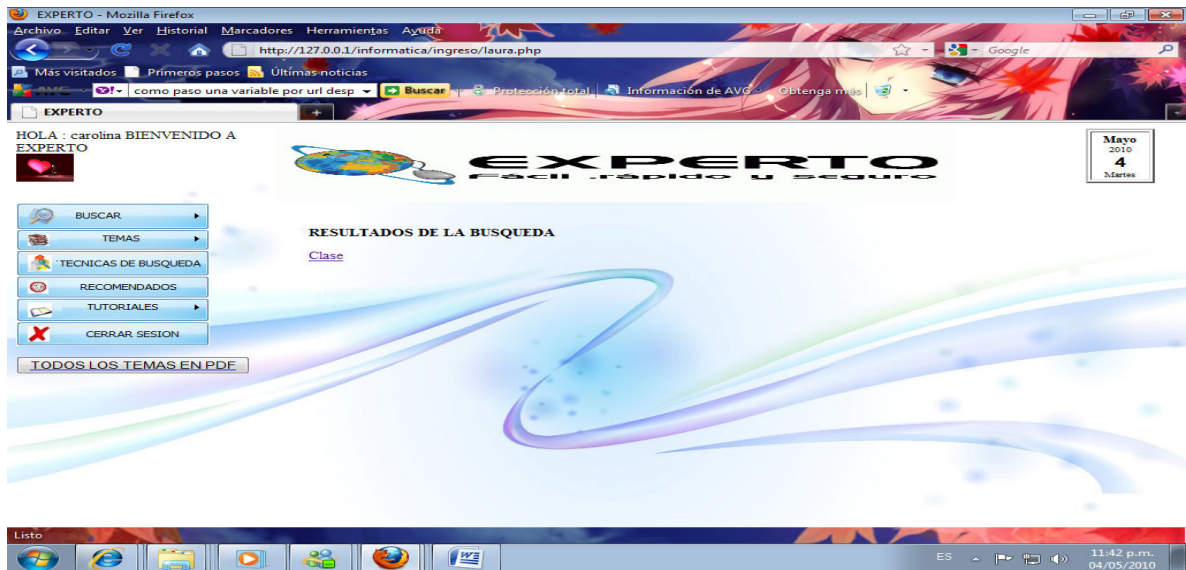 EXPERTO - Mozilla Firefox
Archivo Editar Ver Historial Marcadores Herramientas Ayuda
http://127.0.0.1/informatica/ingreso/laura.php
Google
Más visitados Primeros pasos Últimas noticias
AVG como paso una variable por url desp Buscar Protección total Información de AVG Obtenga más
EXPERTO
HOLA : carolina BIENVENIDO A
EXPERTO
EXPERTO
Fácil ,rápido y seguro
Mayo
2010
4
Martes
BUSCAR
TEMAS
TECNICAS DE BUSQUEDA
RECOMENDADOS
TUTORIALES
CERRAR SESION
TODOS LOS TEMAS EN PDF
RESULTADOS DE LA BUSQUEDA
Clase
Listo
ES
11:42 p.m.
04/05/2010